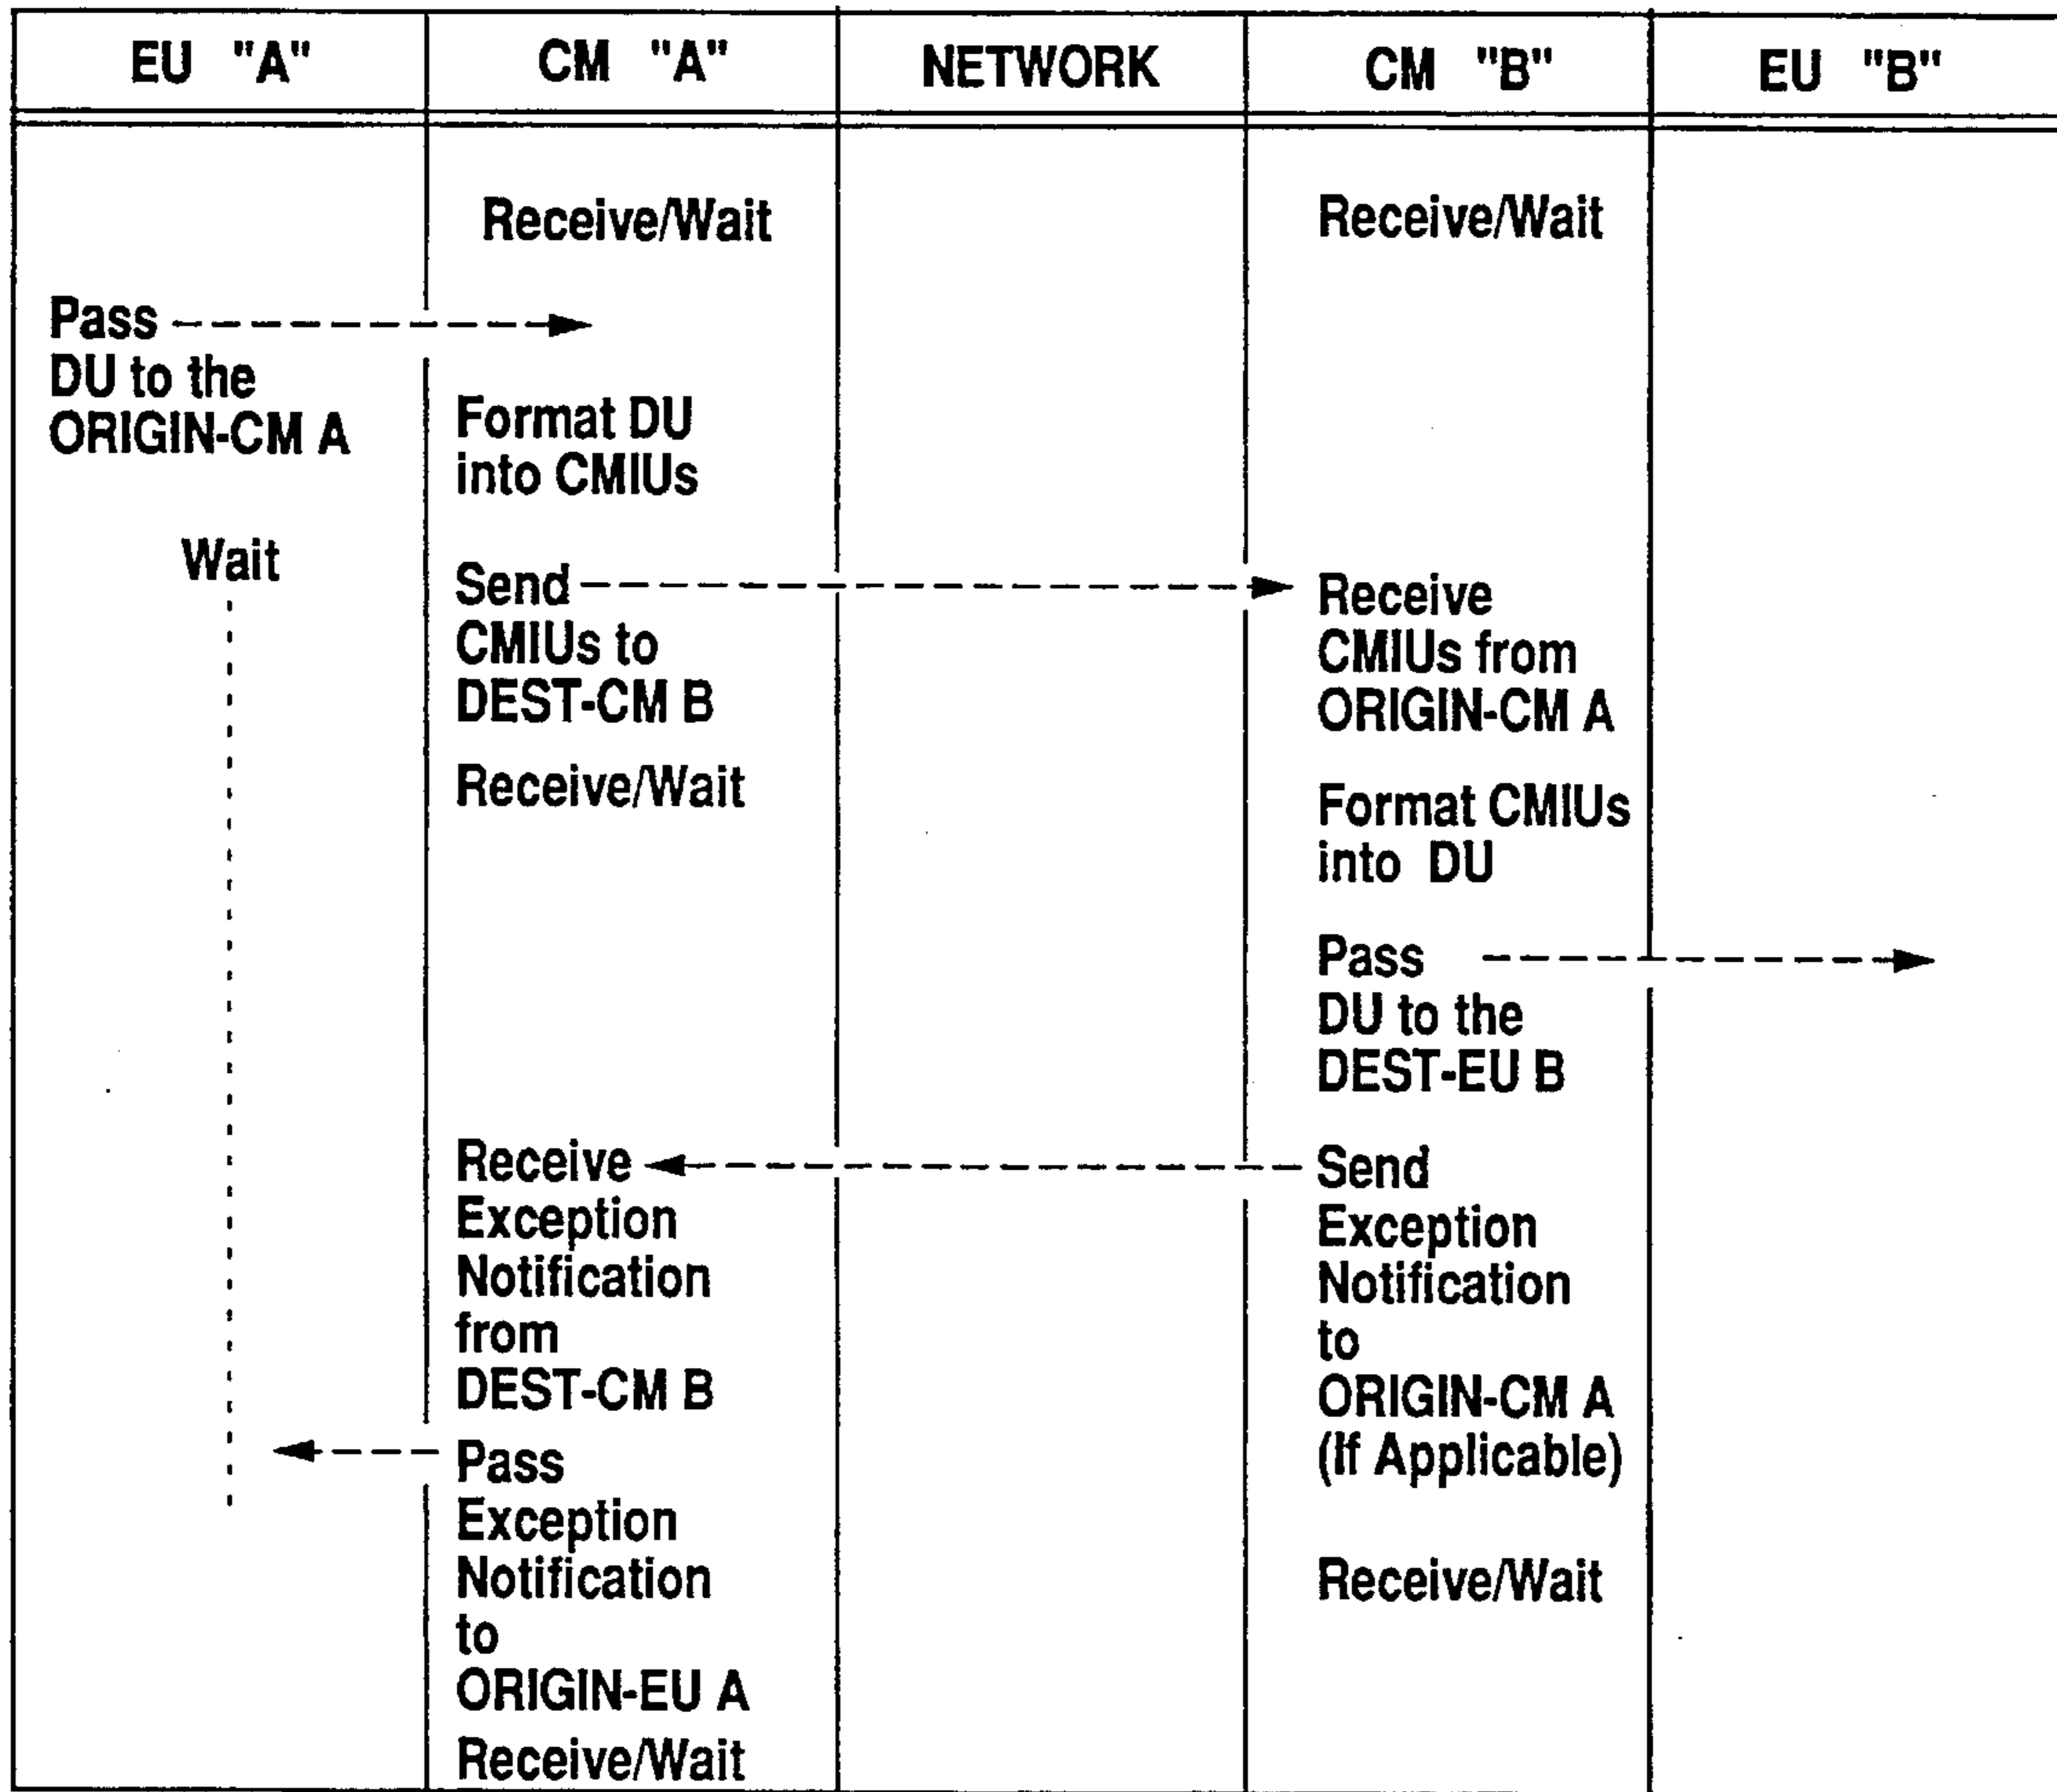 EU "A"
CM "A"
NETWORK
CM "B"
EU "B"
Receive/Wait
Receive/Wait
Pass
DU to the
ORIGIN-CM A
Format DU
into CMIUs
Wait
Send
CMIUs to
DEST-CM B
Receive
CMIUs from
ORIGIN-CM A
Receive/Wait
Format CMIUs
into DU
Pass
DU to the
DEST-EU B
Receive
Exception
Notification
from
DEST-CM B
Send
Exception
Notification
to
ORIGIN-CM A
(If Applicable)
Pass
Exception
Notification
to
ORIGIN-EU A
Receive/Wait
Receive/Wait